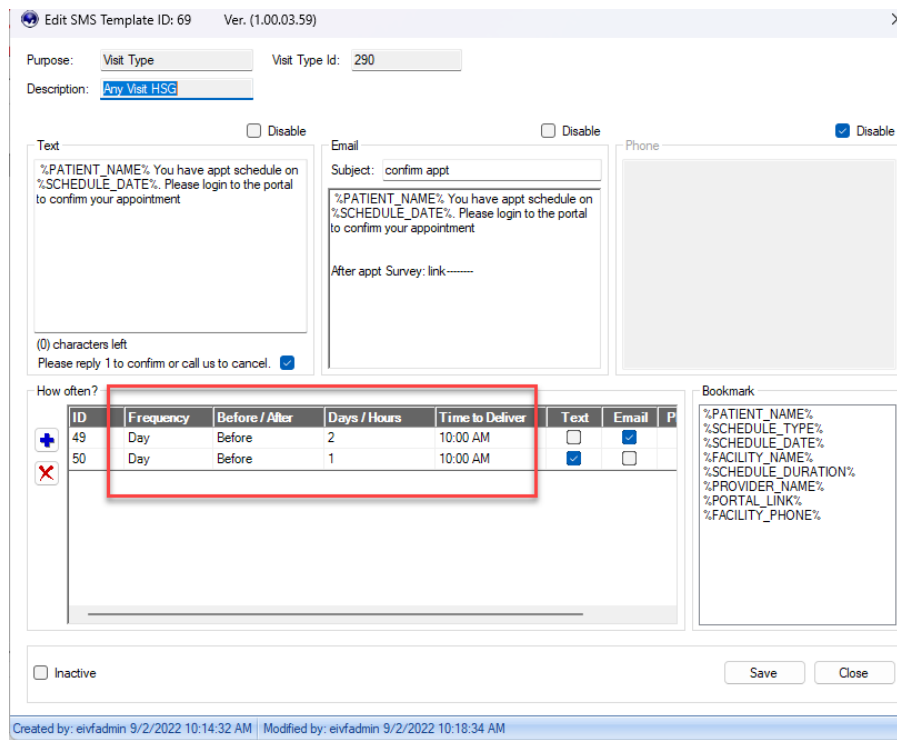 Edit SMS Template ID: 69 Ver. (1.00.03.59)
Purpose: Visit Type Visit Type Id: 290
Description: Any Visit HSG
Disable Disable Disable
Text Email Phone
%PATIENT_NAME% You have appt schedule on
%SCHEDULE_DATE%. Please login to the portal
to confirm your appointment
Subject: confirm appt
%PATIENT_NAME% You have appt schedule on
%SCHEDULE_DATE%. Please login to the portal
to confirm your appointment
After appt Survey: link--------
(0) characters left
Please reply 1 to confirm or call us to cancel.
How often?
ID Frequency Before / After Days / Hours Time to Deliver Text Email P
49 Day Before 2 10:00 AM
50 Day Before 1 10:00 AM
Bookmark
%PATIENT_NAME%
%SCHEDULE_TYPE%
%SCHEDULE_DATE%
%FACILITY_NAME%
%SCHEDULE_DURATION%
%PROVIDER_NAME%
%PORTAL_LINK%
%FACILITY_PHONE%
Inactive Save Close
Created by: eivfadmin 9/2/2022 10:14:32 AM Modified by: eivfadmin 9/2/2022 10:18:34 AM